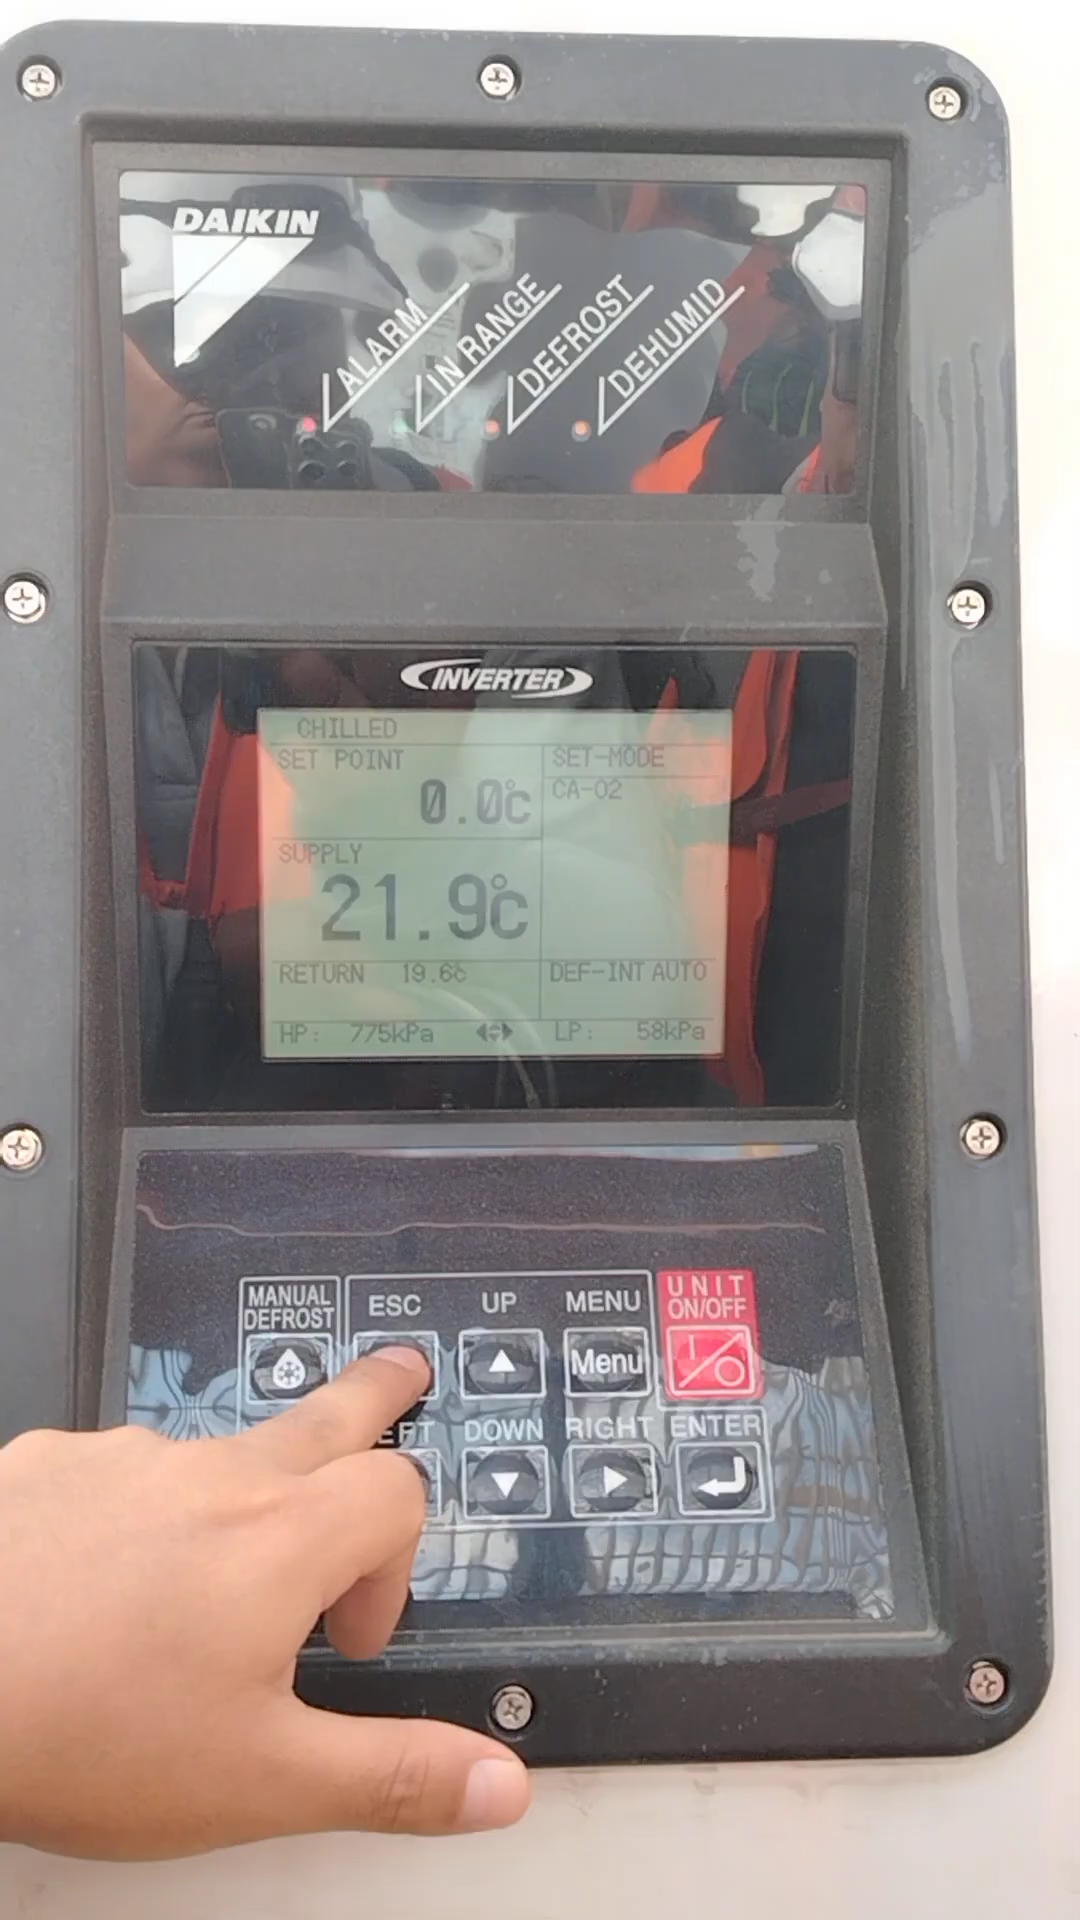 DAIKIN
ALARM
IN RANGE
DEFROST
DEHUMID
INVERTER
CHILLED
SET POINT
0.0℃
SET-MODE
CA-02
SUPPLY
21.9℃
RETURN 19.6℃
DEF-INT AUTO
HP: 775kPa
LP: 58kPa
MANUAL
DEFROST
ESC
UP
MENU
UNIT
ON/OFF
Menu
I/O
DOWN
RIGHT
ENTER